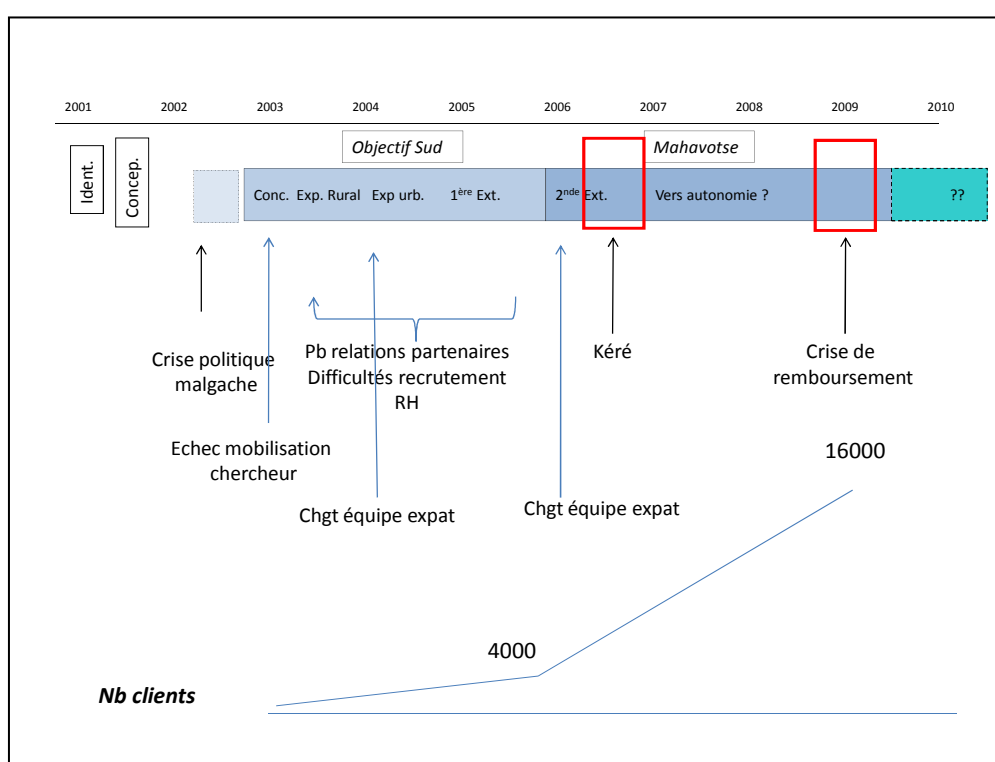 2001 2002 2003 2004 2005 2006 2007 2008 2009 2010
Ident.
Concep.
Objectif Sud
Mahavotse
Conc. Exp. Rural Exp urb. 1ère Ext. 2nde Ext. Vers autonomie ? ??
Crise politique
malgache
Pb relations partenaires
Difficultés recrutement
RH
Kéré
Crise de
remboursement
Echec mobilisation
chercheur
Chgt équipe expat
Chgt équipe expat
16000
4000
Nb clients